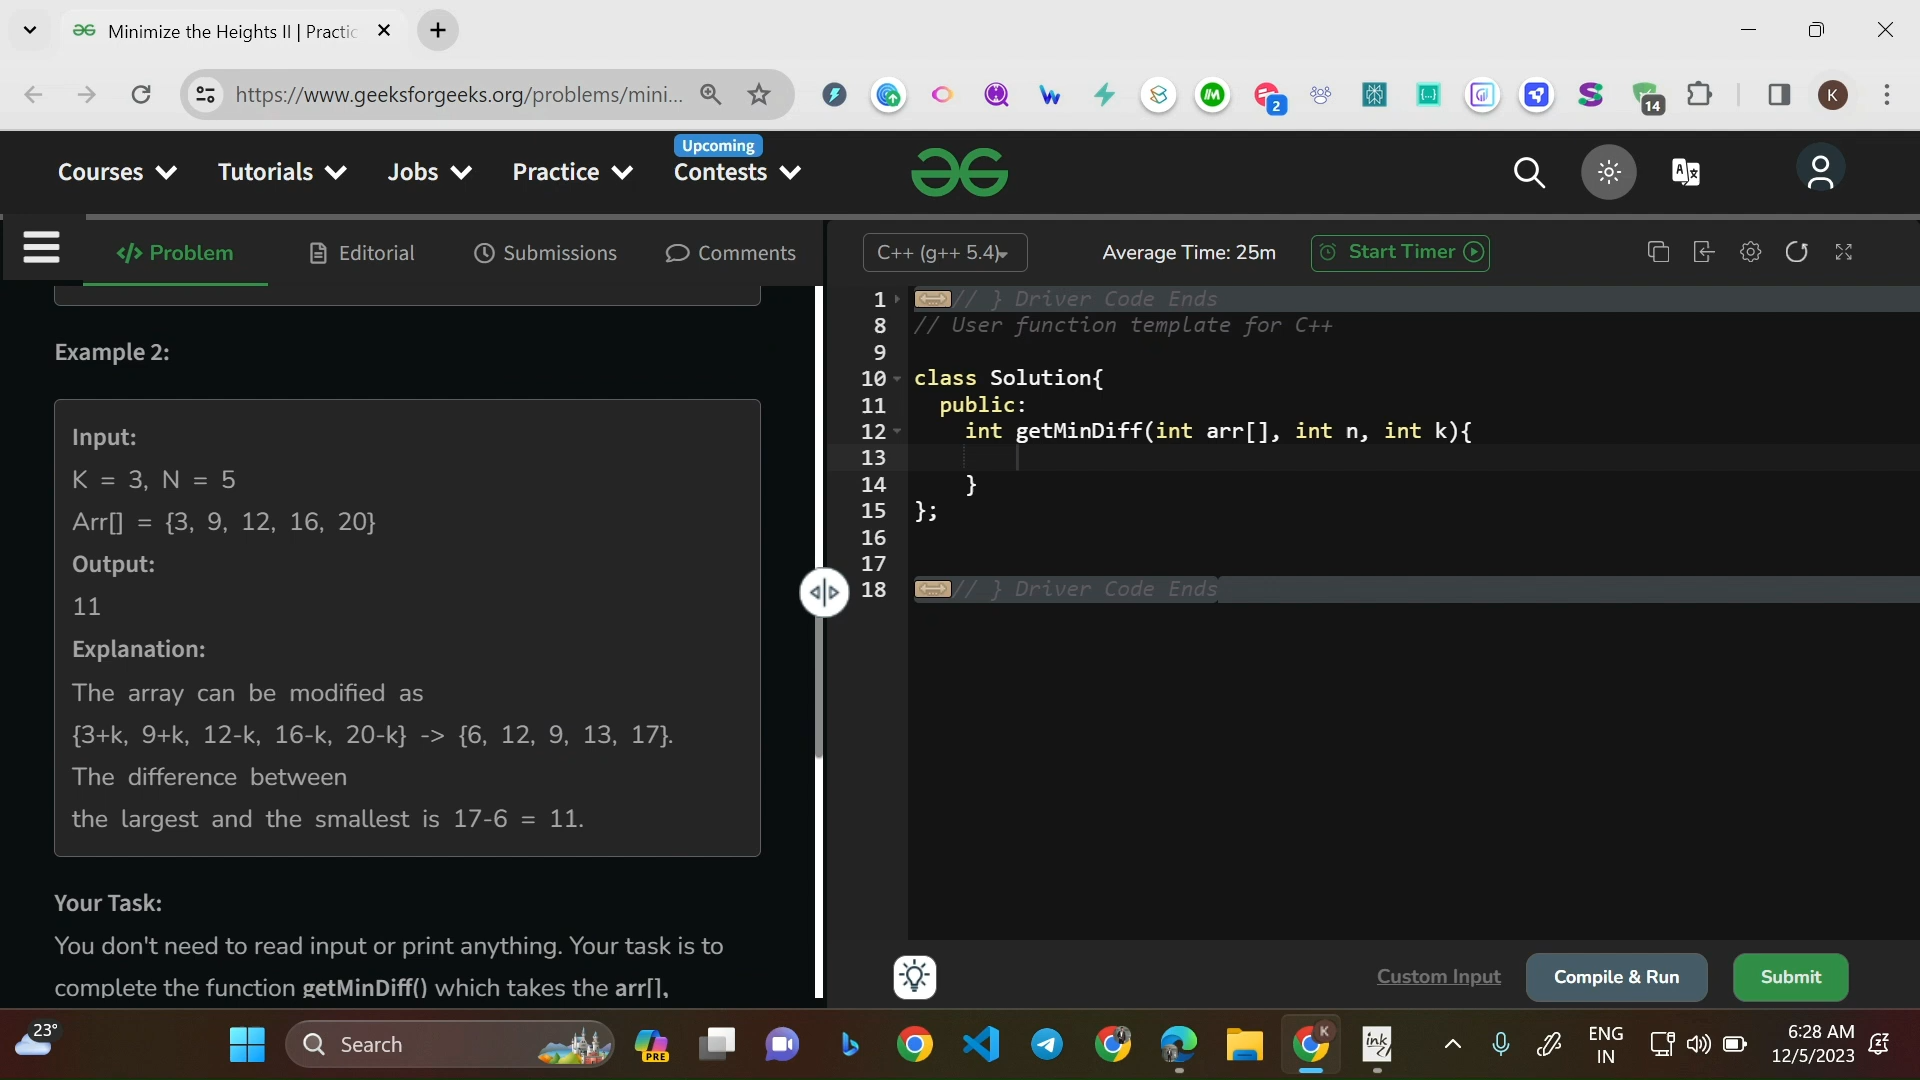 Minimize the Heights II | Practic
https://www.geeksforgeeks.org/problems/mini...
2
14
K
Courses
Tutorials
Jobs
Practice
Upcoming
Contests
</> Problem
Editorial
Submissions
Comments
C++ (g++ 5.4)
Average Time: 25m
Start Timer
Example 2:
Input:
K = 3, N = 5
Arr[] = {3, 9, 12, 16, 20}
Output:
11
Explanation:
The array can be modified as
{3+k, 9+k, 12-k, 16-k, 20-k} -> {6, 12, 9, 13, 17}.
The difference between
the largest and the smallest is 17-6 = 11.
Your Task:
You don't need to read input or print anything. Your task is to
complete the function getMinDiff() which takes the arr[],
1 // } Driver Code Ends
8 // User function template for C++
9
10 class Solution{
11 public:
12 int getMinDiff(int arr[], int n, int k){
13
14 }
15 };
16
17
18 // } Driver Code Ends
Custom Input
Compile & Run
Submit
23°
Search
PRE
K
ink
ENG
IN
6:28 AM
12/5/2023